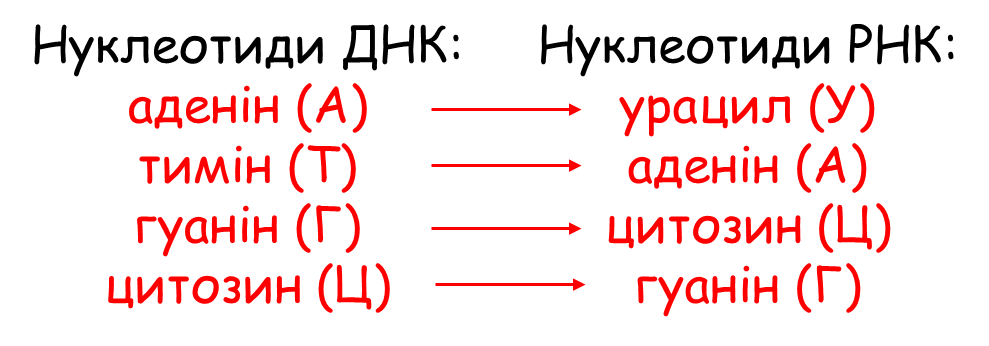 Нуклеотиди ДНК: Нуклеотиди РНК:
аденін (А) урацил (У)
тимін (Т) аденін (А)
гуанін (Г) цитозин (Ц)
цитозин (Ц) гуанін (Г)